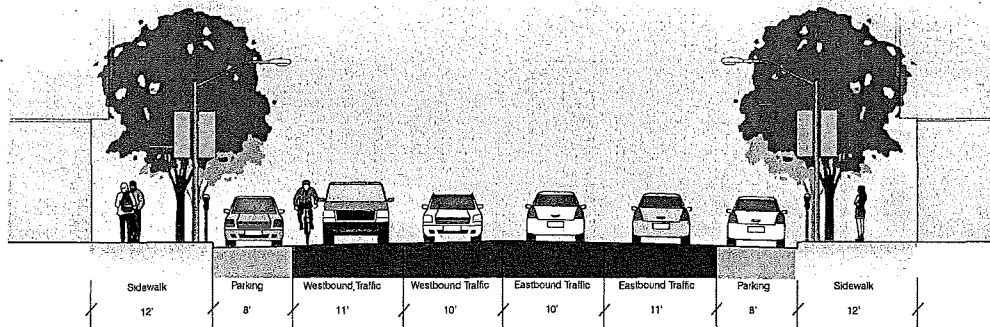 Sidewalk Parking Westbound Traffic Westbound Traffic Eastbound Traffic Eastbound Traffic Parking Sidewalk
12' 8' 11' 10' 10' 11' 8' 12'